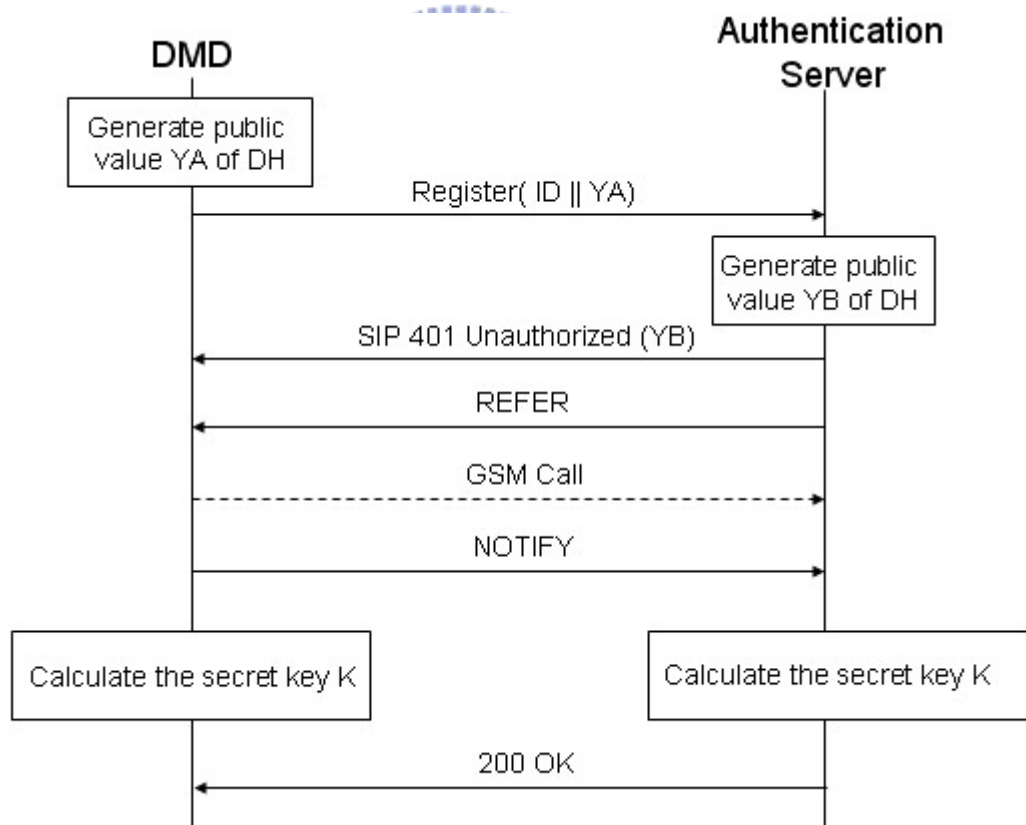 DMD
Authentication
Server
Generate public
value YA of DH
Register( ID || YA)
Generate public
value YB of DH
SIP 401 Unauthorized (YB)
REFER
GSM Call
NOTIFY
Calculate the secret key K
Calculate the secret key K
200 OK